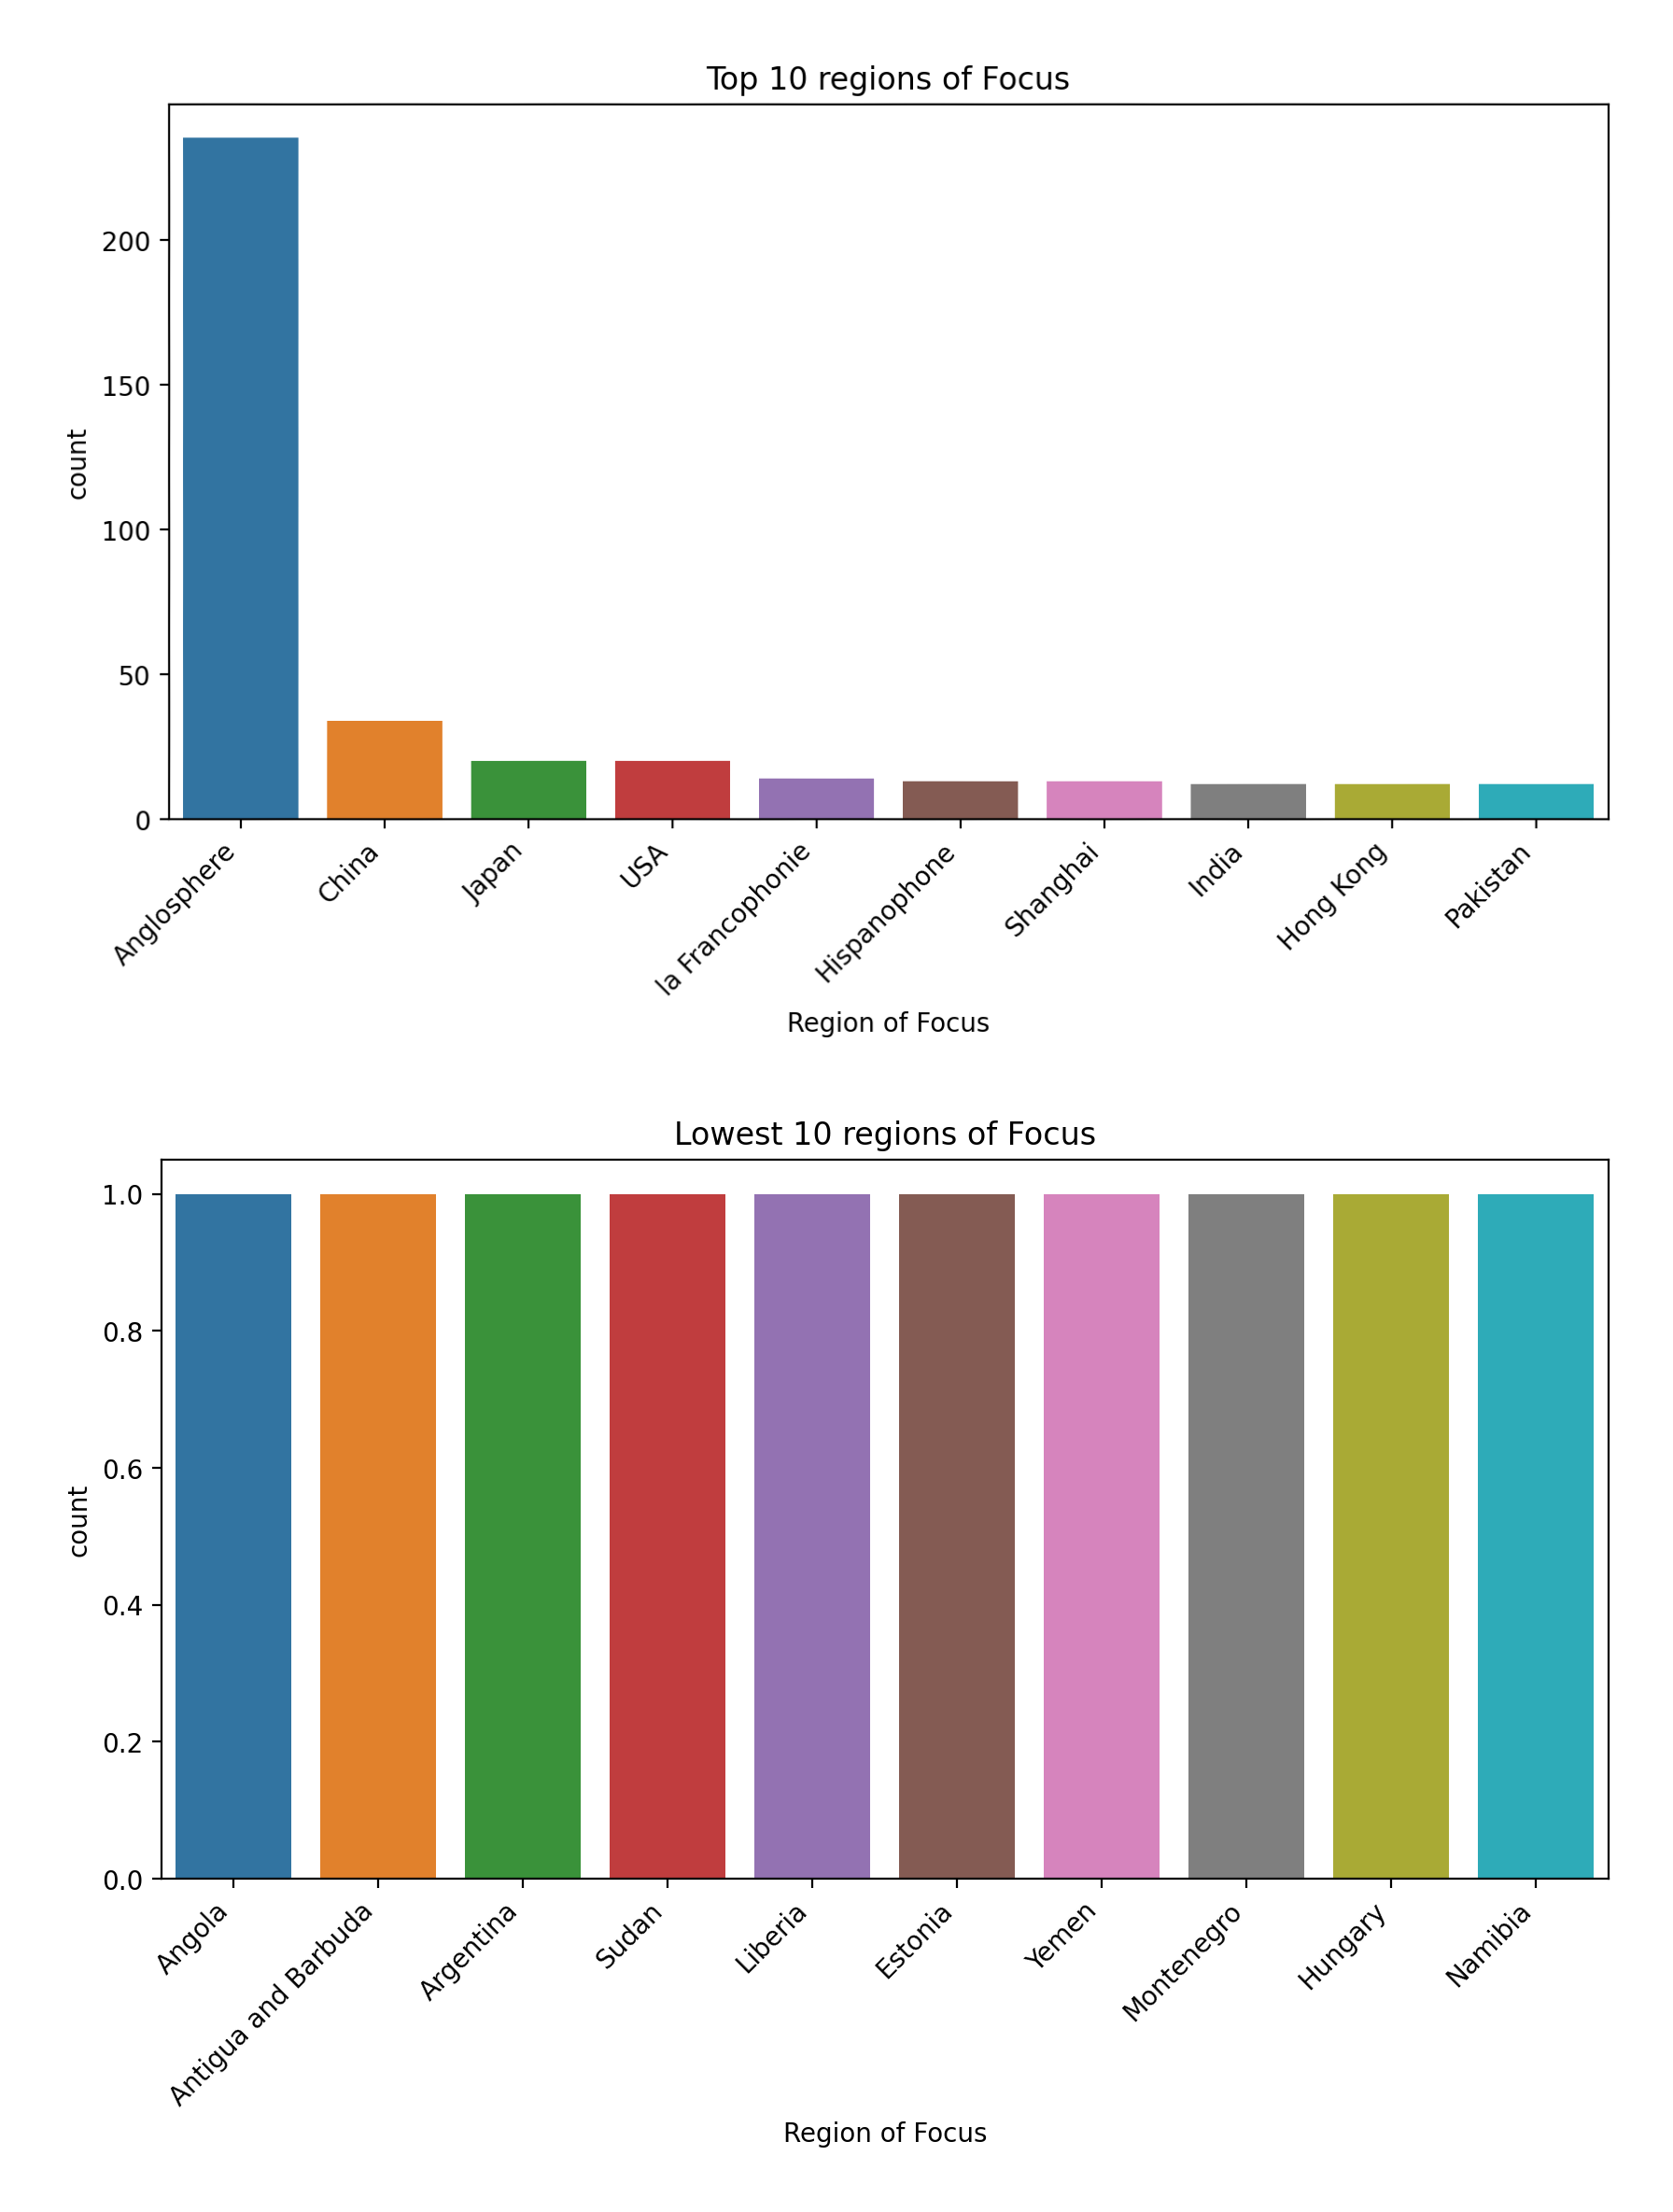 Top 10 regions of Focus
200
150
100
50
0
count
Anglosphere
China
Japan
USA
la Francophonie
Hispanophone
Shanghai
India
Hong Kong
Pakistan
Region of Focus
Lowest 10 regions of Focus
1.0
0.8
0.6
0.4
0.2
0.0
count
Angola
Antigua and Barbuda
Argentina
Sudan
Liberia
Estonia
Yemen
Montenegro
Hungary
Namibia
Region of Focus